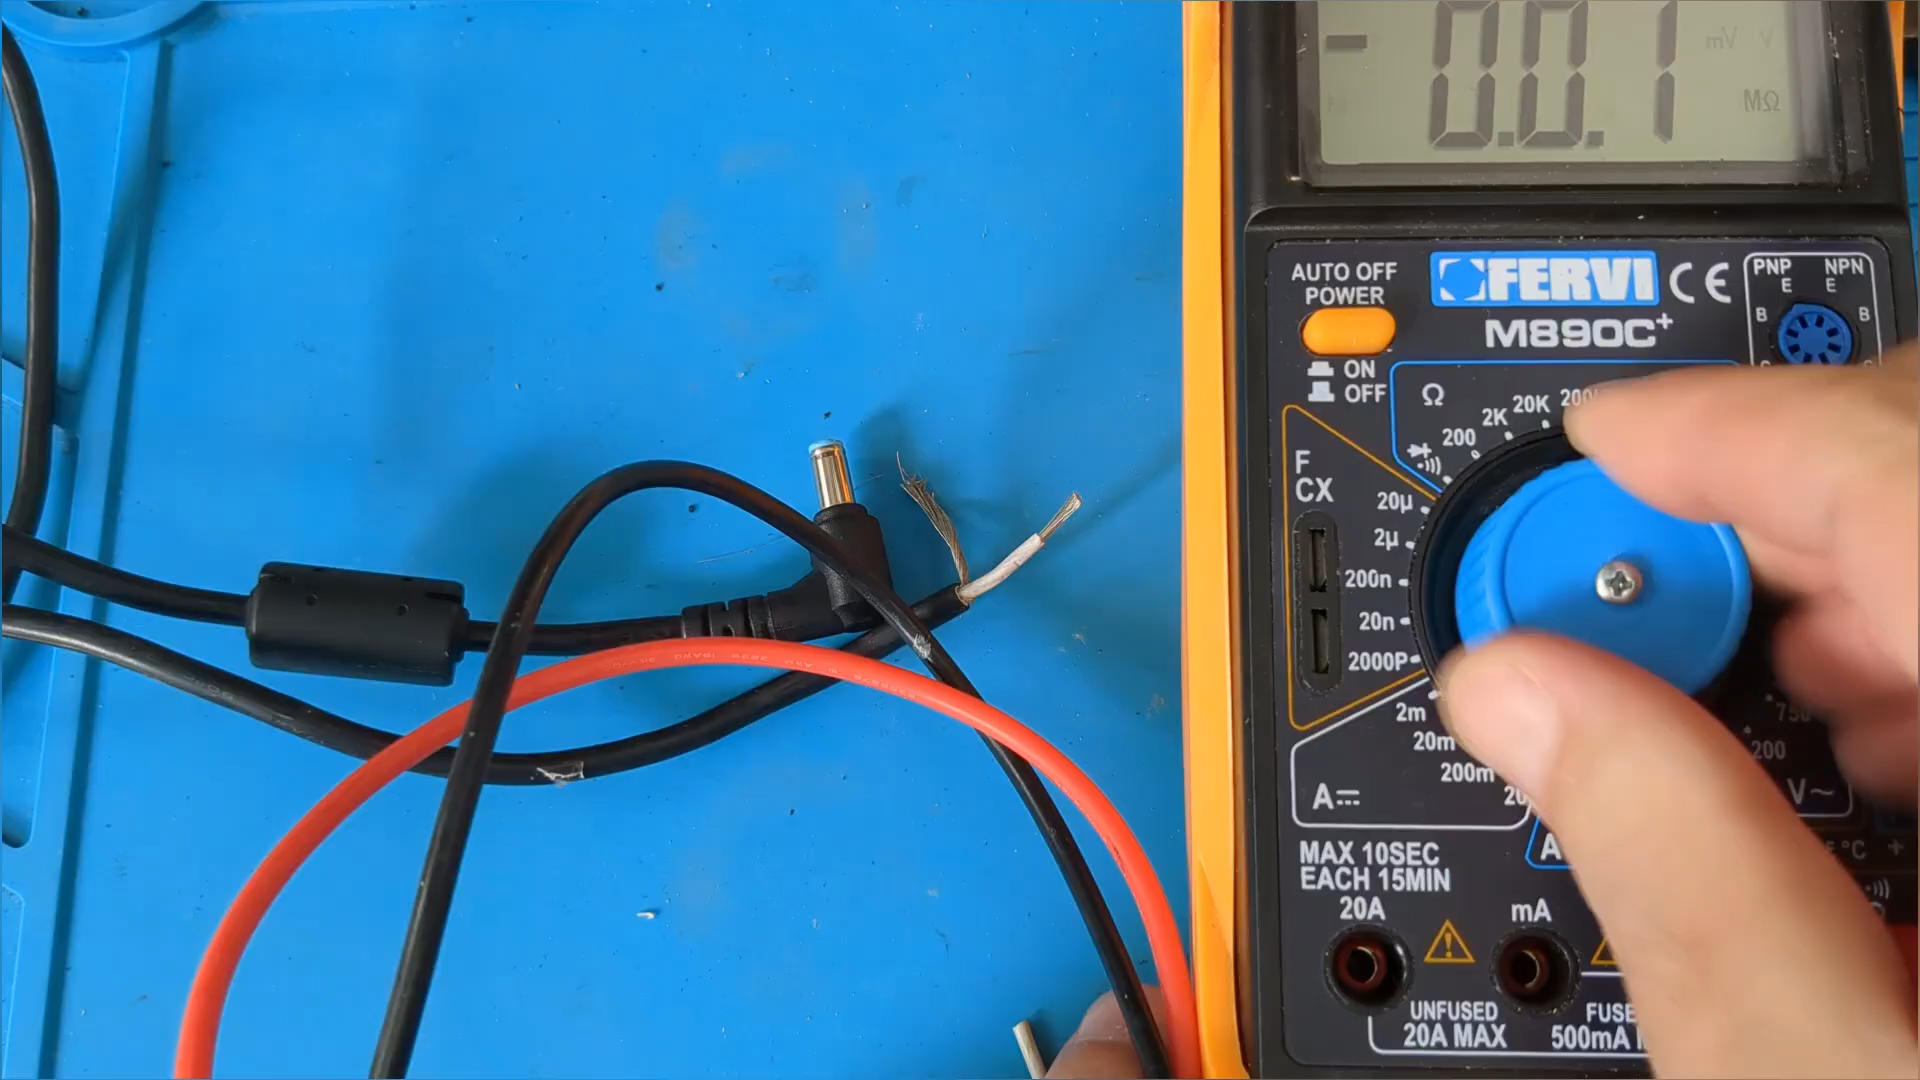 - 0.0.1
mV V
MΩ
AUTO OFF
POWER
FERVI CE
M890C+
ON
OFF
PNP NPN
E E
B B
Ω
200
2K
20K
F
CX
20µ
2µ
200n
20n
2000P
2m
20m
200m
A
200
V~
°C
MAX 10SEC
EACH 15MIN
20A
mA
UNFUSED
20A MAX
500mA